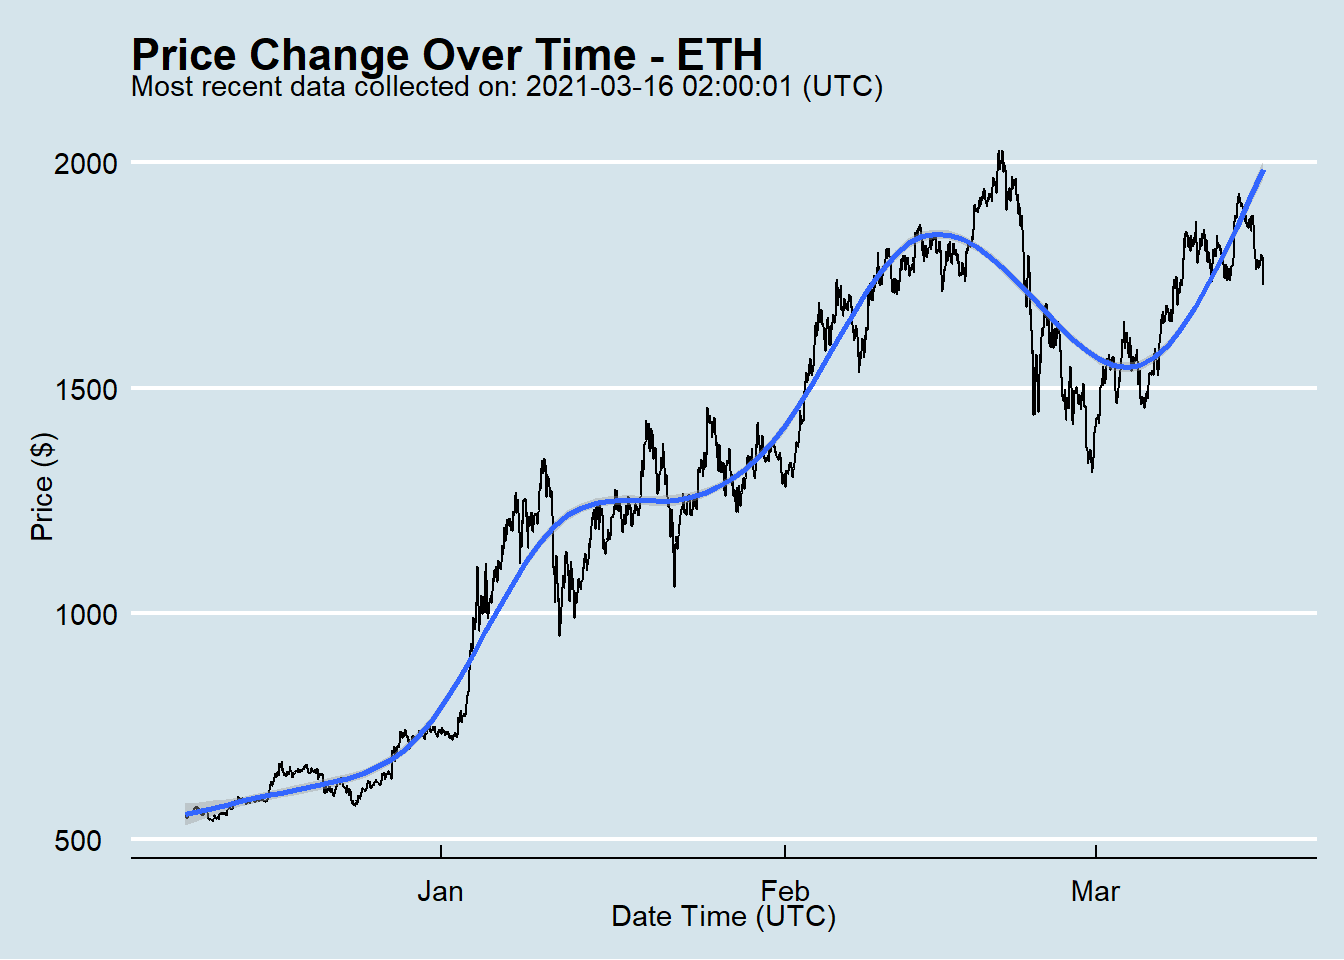 Price Change Over Time - ETH
Most recent data collected on: 2021-03-16 02:00:01 (UTC)
Price ($)
2000
1500
1000
500
Jan
Feb
Mar
Date Time (UTC)